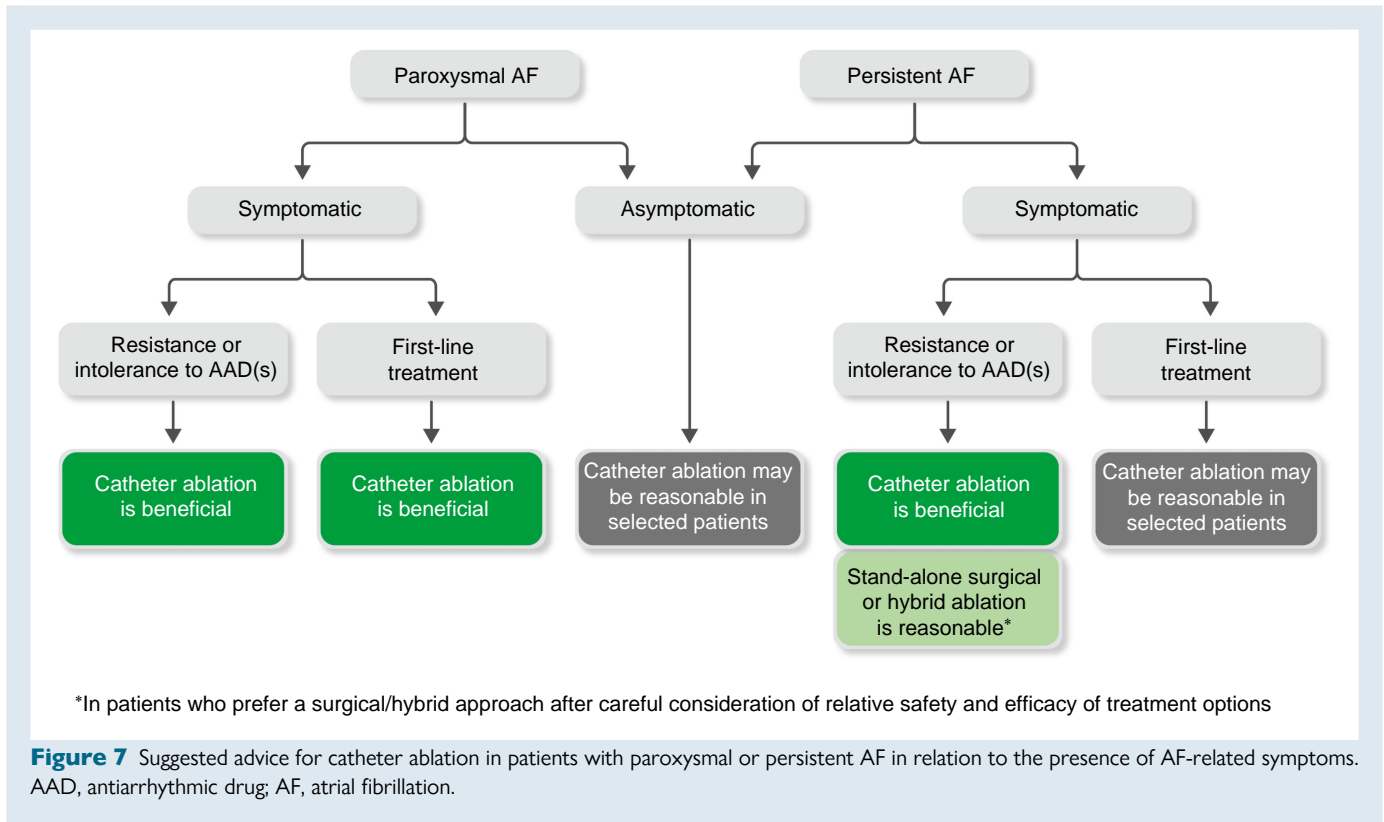 Paroxysmal AF
Persistent AF
Symptomatic
Asymptomatic
Symptomatic
Resistance or
intolerance to AAD(s)
First-line
treatment
Resistance or
intolerance to AAD(s)
First-line
treatment
Catheter ablation
is beneficial
Catheter ablation
is beneficial
Catheter ablation may
be reasonable in
selected patients
Catheter ablation
is beneficial
Catheter ablation may
be reasonable in
selected patients
Stand-alone surgical
or hybrid ablation
is reasonable*
*In patients who prefer a surgical/hybrid approach after careful consideration of relative safety and efficacy of treatment options
Figure 7 Suggested advice for catheter ablation in patients with paroxysmal or persistent AF in relation to the presence of AF-related symptoms.
AAD, antiarrhythmic drug; AF, atrial fibrillation.